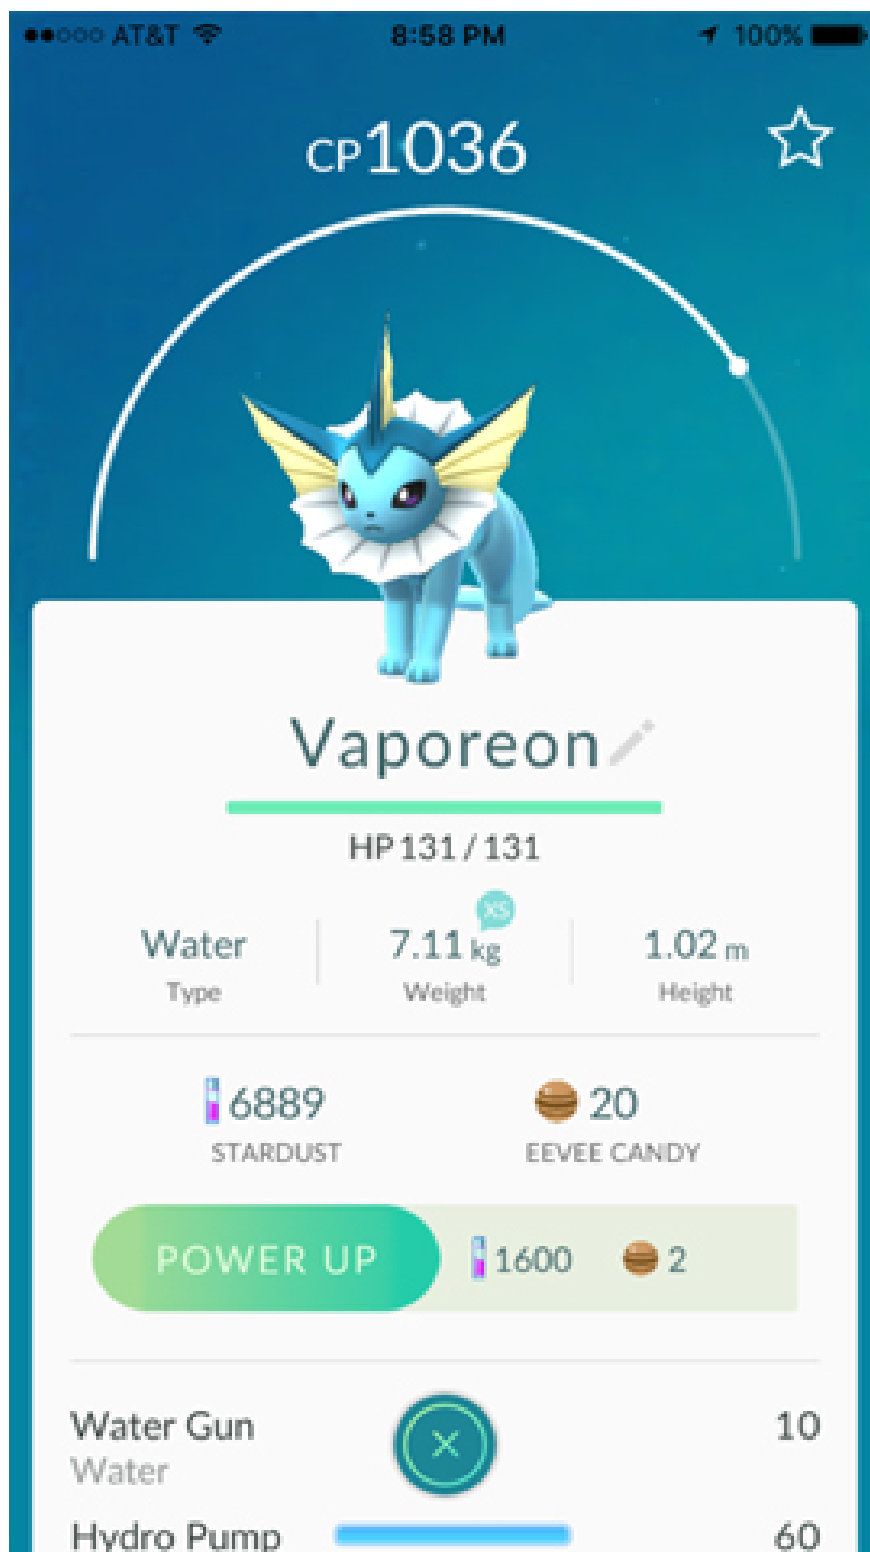 AT&T 8:58 PM 100%
CP1036
Vaporeon
HP 131 / 131
XS
Water 7.11 kg 1.02 m
Type Weight Height
6889 20
STARDUST EEVEE CANDY
POWER UP 1600 2
Water Gun 10
Water
Hydro Pump 60